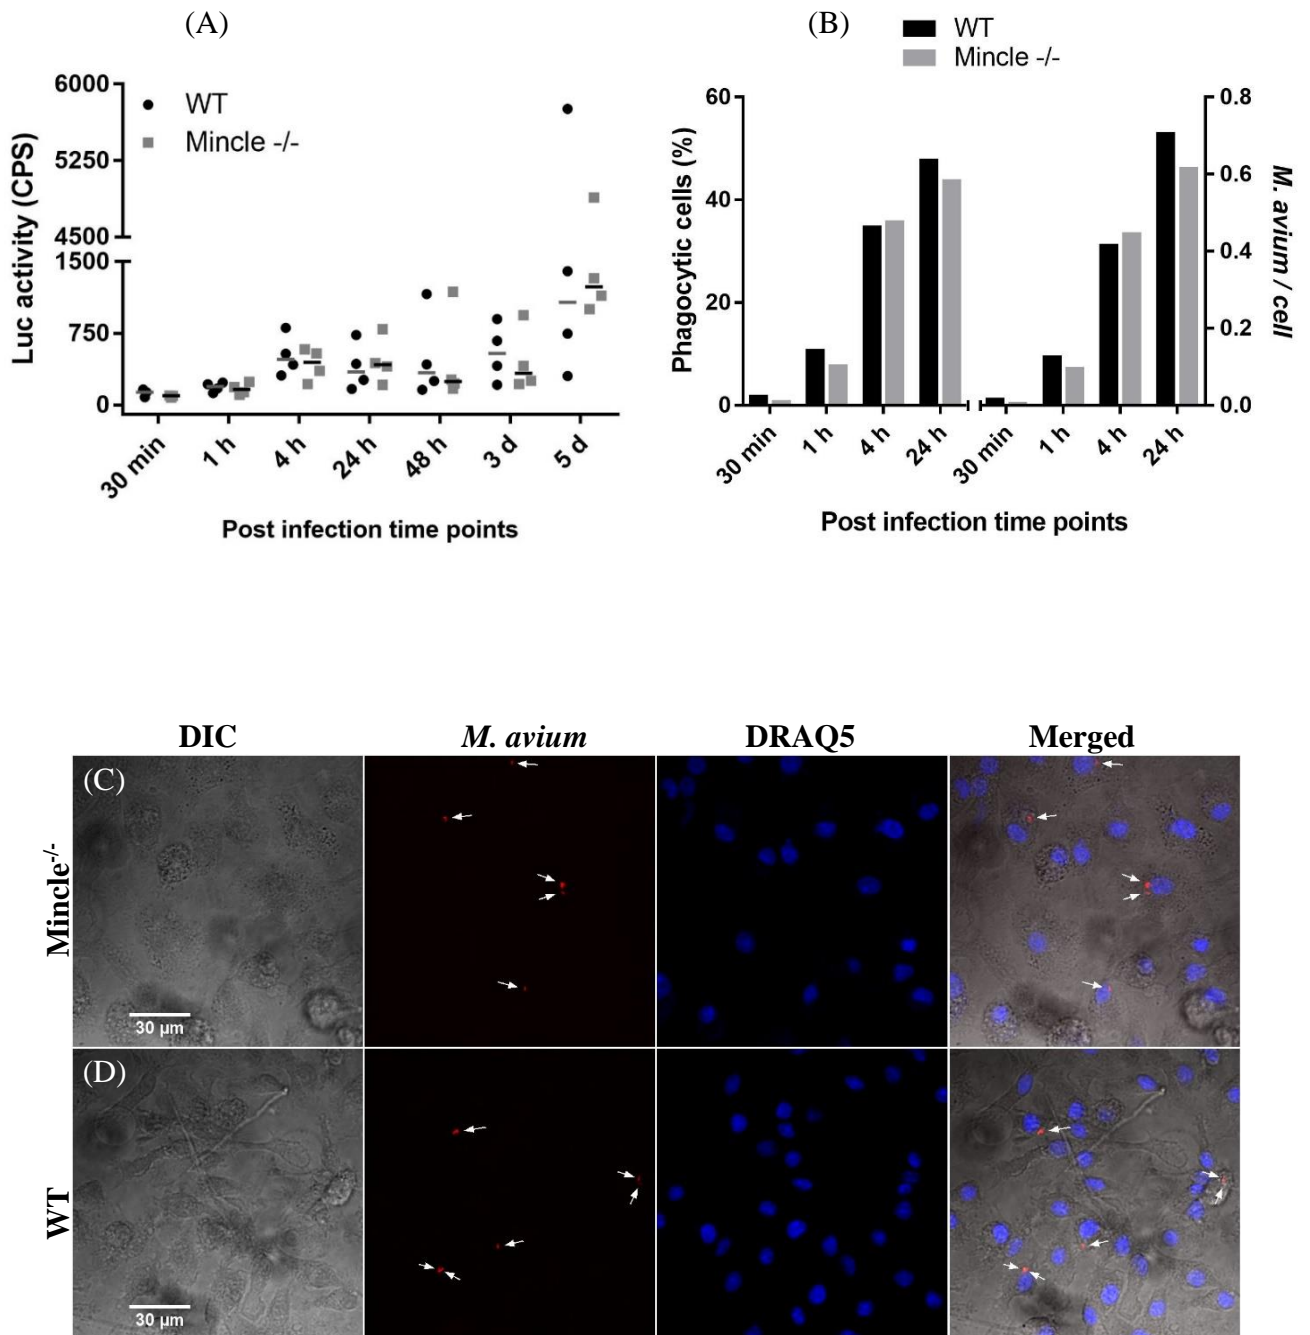 (A)
WT
Mincle -/-
6000
5250
4500
1500
750
0
Luc activity (CPS)
30 min
1 h
4 h
24 h
48 h
3 d
5 d
Post infection time points
(B)
WT
Mincle -/-
60
40
20
0
Phagocytic cells (%)
0.8
0.6
0.4
0.2
0.0
M. avium / cell
30 min
1 h
4 h
24 h
30 min
1 h
4 h
24 h
Post infection time points
DIC
M. avium
DRAQ5
Merged
Mincle-/-
(C)
30 µm
WT
(D)
30 µm